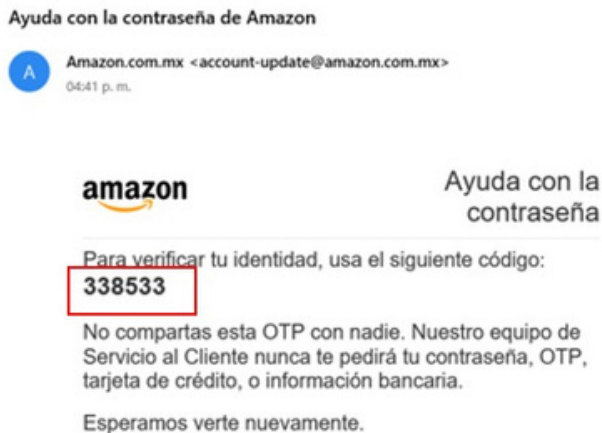 Ayuda con la contraseña de Amazon
A
Amazon.com.mx <account-update@amazon.com.mx>
04:41 p. m.
amazon
Ayuda con la
contraseña
Para verificar tu identidad, usa el siguiente código:
338533
No compartas esta OTP con nadie. Nuestro equipo de
Servicio al Cliente nunca te pedirá tu contraseña, OTP,
tarjeta de crédito, o información bancaria.
Esperamos verte nuevamente.